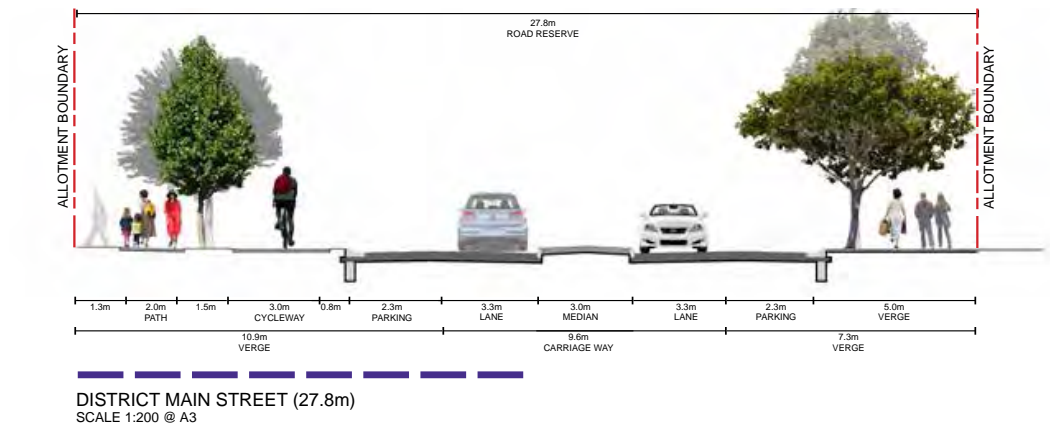 27.8m
ROAD RESERVE
ALLOTMENT BOUNDARY
ALLOTMENT BOUNDARY
1.3m 2.0m 1.5m 3.0m 0.8m 2.3m 3.3m 3.0m 3.3m 2.3m 5.0m
PATH CYCLEWAY PARKING LANE MEDIAN LANE PARKING VERGE
10.9m 9.6m 7.3m
VERGE CARRIAGE WAY VERGE
DISTRICT MAIN STREET (27.8m)
SCALE 1:200 @ A3